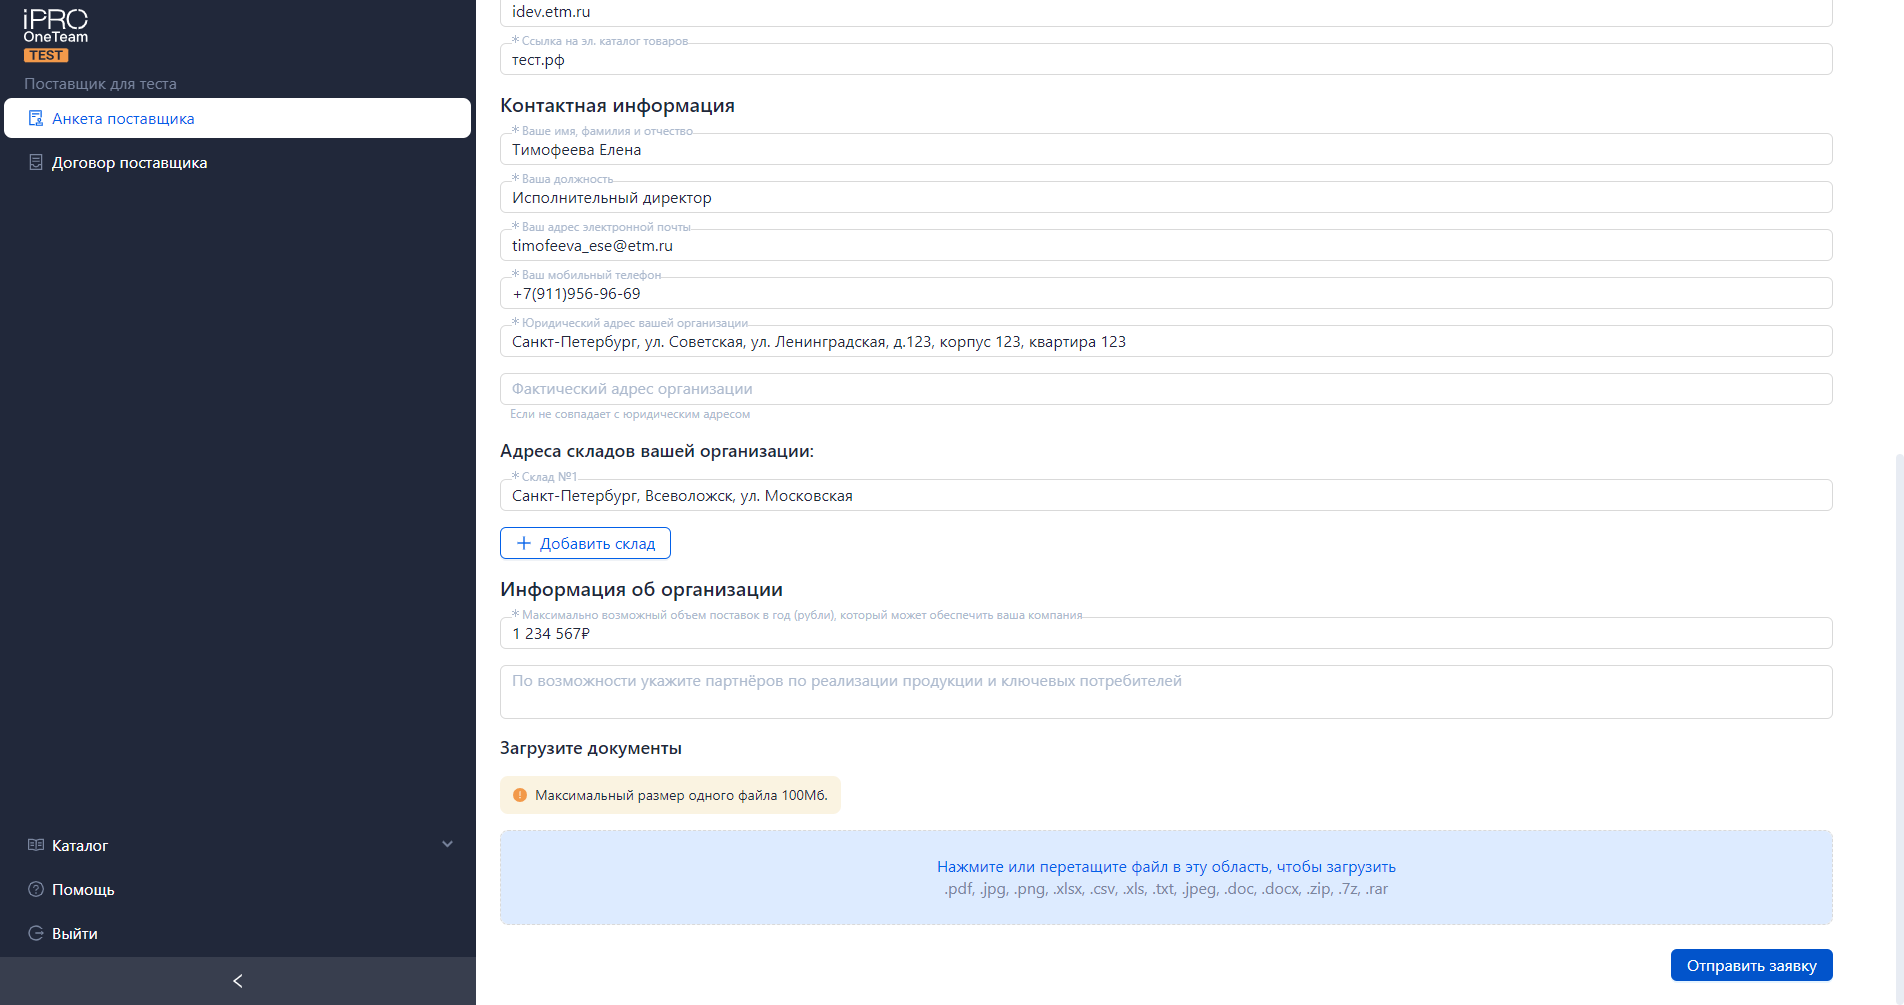 iPRO
OneTeam
TEST
Поставщик для теста
Анкета поставщика
Договор поставщика
Каталог
Помощь
Выйти
idev.etm.ru
* Ссылка на эл. каталог товаров
тест.рф
Контактная информация
* Ваше имя, фамилия и отчество
Тимофеева Елена
* Ваша должность
Исполнительный директор
* Ваш адрес электронной почты
timofeeva_ese@etm.ru
* Ваш мобильный телефон
+7(911)956-96-69
* Юридический адрес вашей организации
Санкт-Петербург, ул. Советская, ул. Ленинградская, д.123, корпус 123, квартира 123
Фактический адрес организации
Если не совпадает с юридическим адресом
Адреса складов вашей организации:
* Склад №1
Санкт-Петербург, Всеволожск, ул. Московская
+ Добавить склад
Информация об организации
* Максимально возможный объем поставок в год (рубли), который может обеспечить ваша компания
1 234 567₽
По возможности укажите партнёров по реализации продукции и ключевых потребителей
Загрузите документы
Максимальный размер одного файла 100Мб.
Нажмите или перетащите файл в эту область, чтобы загрузить
.pdf, .jpg, .png, .xlsx, .csv, .xls, .txt, .jpeg, .doc, .docx, .zip, .7z, .rar
Отправить заявку